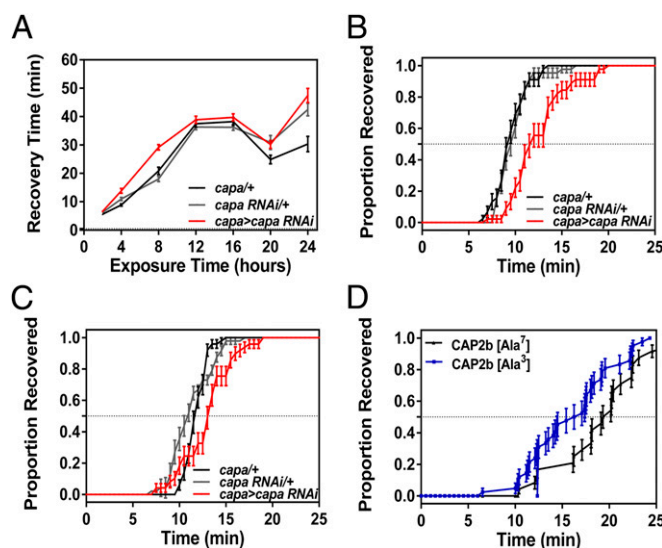 A
Recovery Time (min)
60
50
40
30
20
10
0
0 4 8 12 16 20 24
Exposure Time (hours)
capa/+
capa RNAi/+
capa>capa RNAi
B
Proportion Recovered
1.0
0.8
0.6
0.4
0.2
0.0
0 5 10 15 20 25
Time (min)
capa/+
capa RNAi/+
capa>capa RNAi
C
Proportion Recovered
1.0
0.8
0.6
0.4
0.2
0.0
0 5 10 15 20 25
Time (min)
capa/+
capa RNAi/+
capa>capa RNAi
D
Proportion Recovered
1.0
0.8
0.6
0.4
0.2
0.0
0 5 10 15 20 25
Time (min)
CAP2b [Ala⁷]
CAP2b [Ala³]